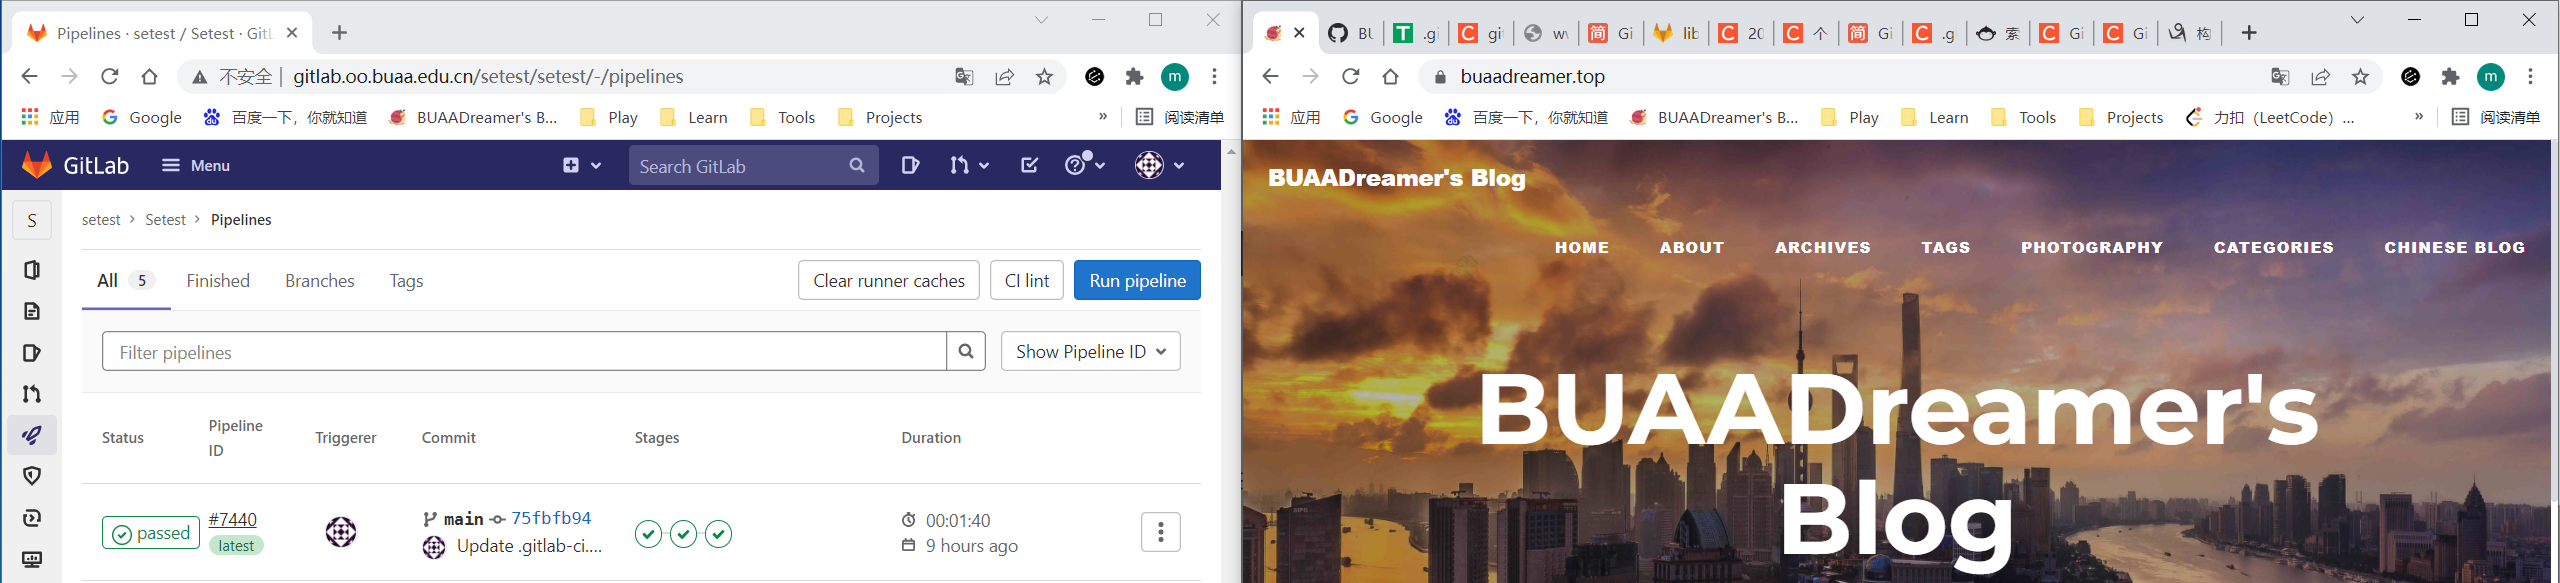 Pipelines · setest / Setest · GitL
不安全 | gitlab.oo.buaa.edu.cn/setest/setest/-/pipelines
m
应用 Google 百度一下，你就知道 BUAADreamer's B... Play Learn Tools Projects » 阅读清单
GitLab Menu Search GitLab
S setest › Setest › Pipelines
All 5 Finished Branches Tags Clear runner caches CI lint Run pipeline
Filter pipelines Show Pipeline ID
Status Pipeline ID Triggerer Commit Stages Duration
passed #7440 main 75fbfb94 00:01:40
latest Update .gitlab-ci.... 9 hours ago
BU T .gi C git w 简 Gi lib C 20 C 个 简 Gi C .g 索 C Gi C Gi 构
buaadreamer.top
m
应用 Google 百度一下，你就知道 BUAADreamer's B... Play Learn Tools Projects 力扣（LeetCode）... » 阅读清单
BUAADreamer's Blog
HOME ABOUT ARCHIVES TAGS PHOTOGRAPHY CATEGORIES CHINESE BLOG
BUAADreamer's
Blog